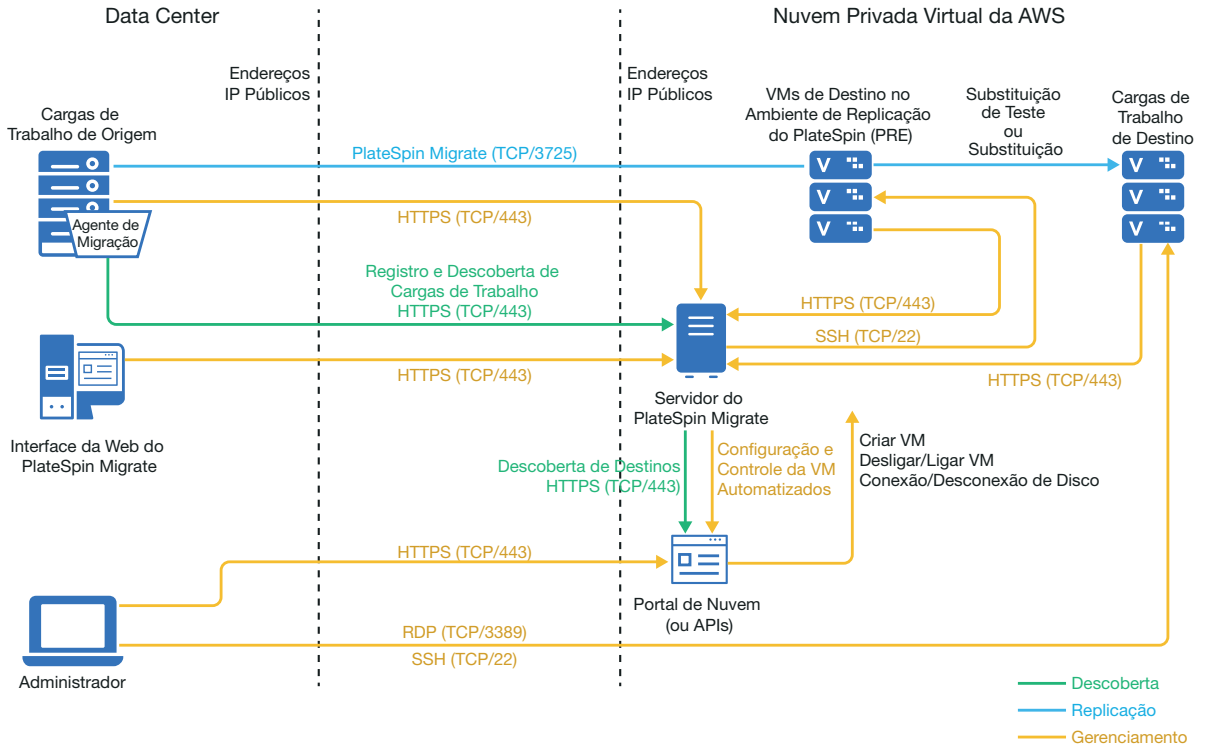 Data Center
Nuvem Privada Virtual da AWS
Endereços
IP Públicos
Endereços
IP Públicos
Cargas de
Trabalho de Origem
VMs de Destino no
Ambiente de Replicação
do PlateSpin (PRE)
Substituição
de Teste
ou
Substituição
Cargas de
Trabalho
de Destino
PlateSpin Migrate (TCP/3725)
HTTPS (TCP/443)
Agente de
Migração
Registro e Descoberta de
Cargas de Trabalho
HTTPS (TCP/443)
HTTPS (TCP/443)
SSH (TCP/22)
HTTPS (TCP/443)
HTTPS (TCP/443)
Interface da Web do
PlateSpin Migrate
Servidor do
PlateSpin Migrate
Descoberta de Destinos
HTTPS (TCP/443)
Configuração e
Controle da VM
Automatizados
Criar VM
Desligar/Ligar VM
Conexão/Desconexão de Disco
HTTPS (TCP/443)
Portal de Nuvem
(ou APIs)
RDP (TCP/3389)
SSH (TCP/22)
Administrador
Descoberta
Replicação
Gerenciamento
V
V
V
V
V
V